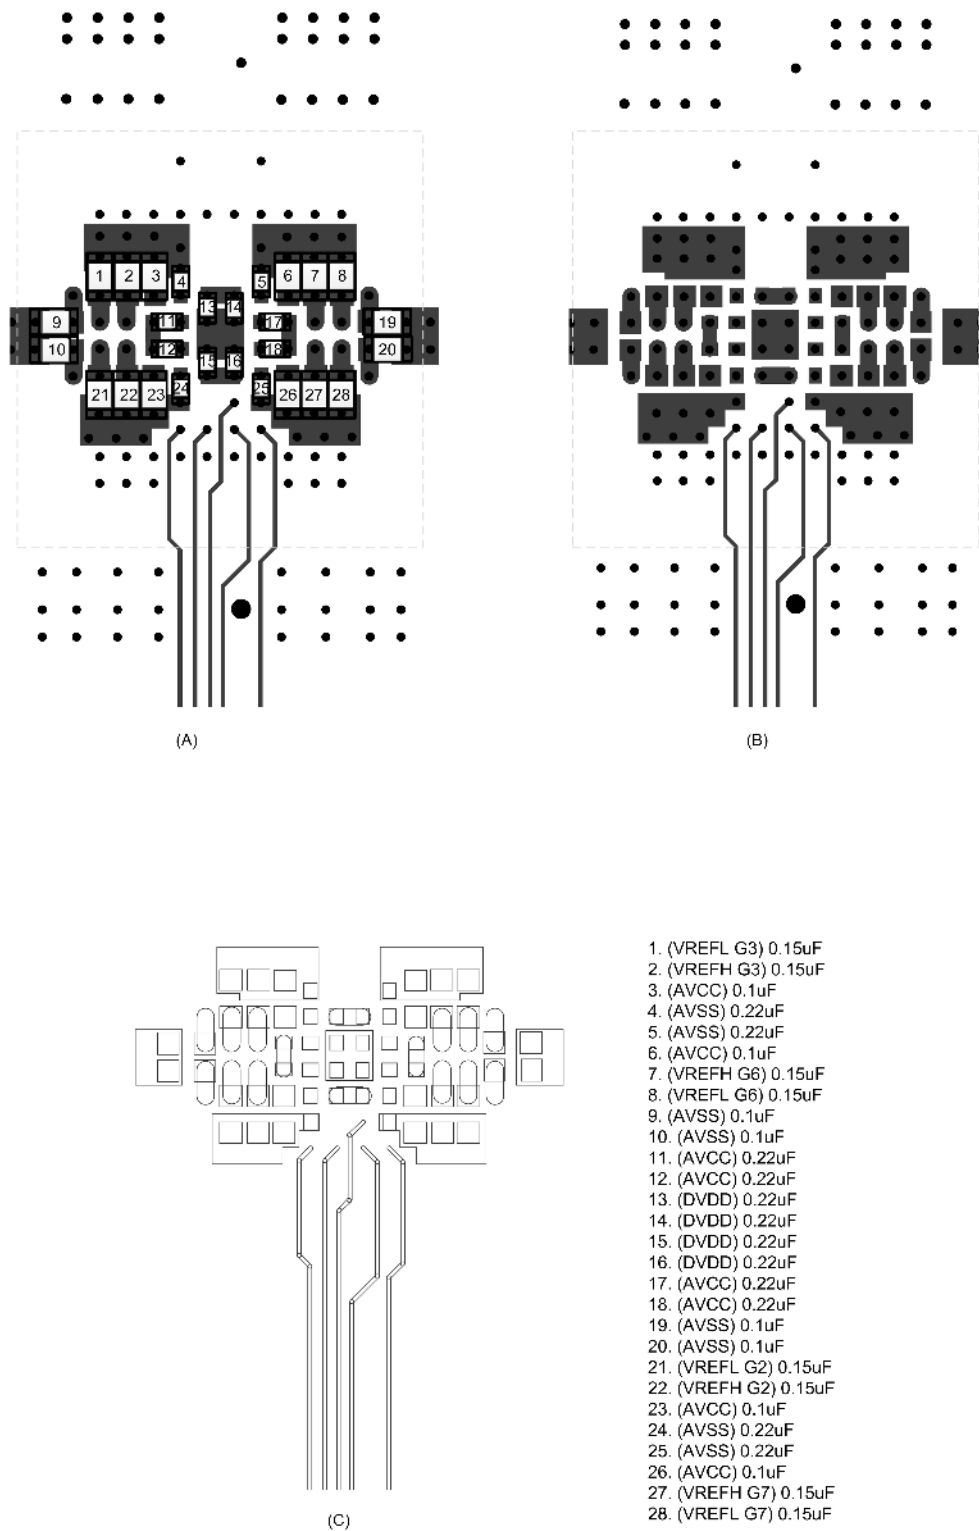 1 2 3 4 5 6 7 8
13 14
9 11 17 19
10 12 18 20
15 16
21 22 23 24 25 26 27 28
(A) (B)
1. (VREFL G3) 0.15uF
2. (VREFH G3) 0.15uF
3. (AVCC) 0.1uF
4. (AVSS) 0.22uF
5. (AVSS) 0.22uF
6. (AVCC) 0.1uF
7. (VREFH G6) 0.15uF
8. (VREFL G6) 0.15uF
9. (AVSS) 0.1uF
10. (AVSS) 0.1uF
11. (AVCC) 0.22uF
12. (AVCC) 0.22uF
13. (DVDD) 0.22uF
14. (DVDD) 0.22uF
15. (DVDD) 0.22uF
16. (DVDD) 0.22uF
17. (AVCC) 0.22uF
18. (AVCC) 0.22uF
19. (AVSS) 0.1uF
20. (AVSS) 0.1uF
21. (VREFL G2) 0.15uF
22. (VREFH G2) 0.15uF
23. (AVCC) 0.1uF
24. (AVSS) 0.22uF
25. (AVSS) 0.22uF
26. (AVCC) 0.1uF
27. (VREFH G7) 0.15uF
28. (VREFL G7) 0.15uF
(C)